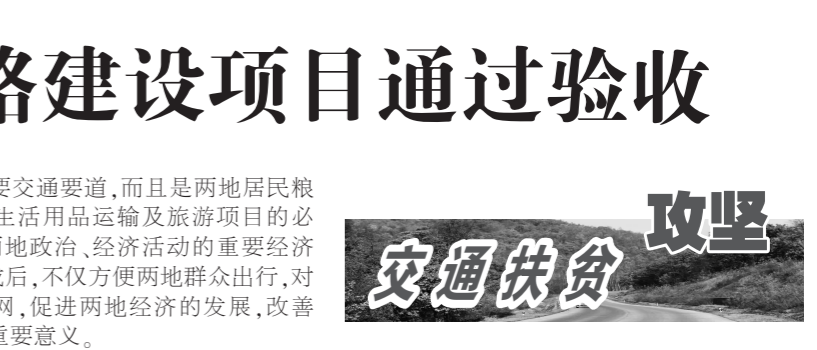 路建设项目通过验收
要交通要道,而且是两地居民粮
生活用品运输及旅游项目的必
两地政治、经济活动的重要经济
成后,不仅方便两地群众出行,对
网,促进两地经济的发展,改善
重要意义。
攻坚
交通扶贫